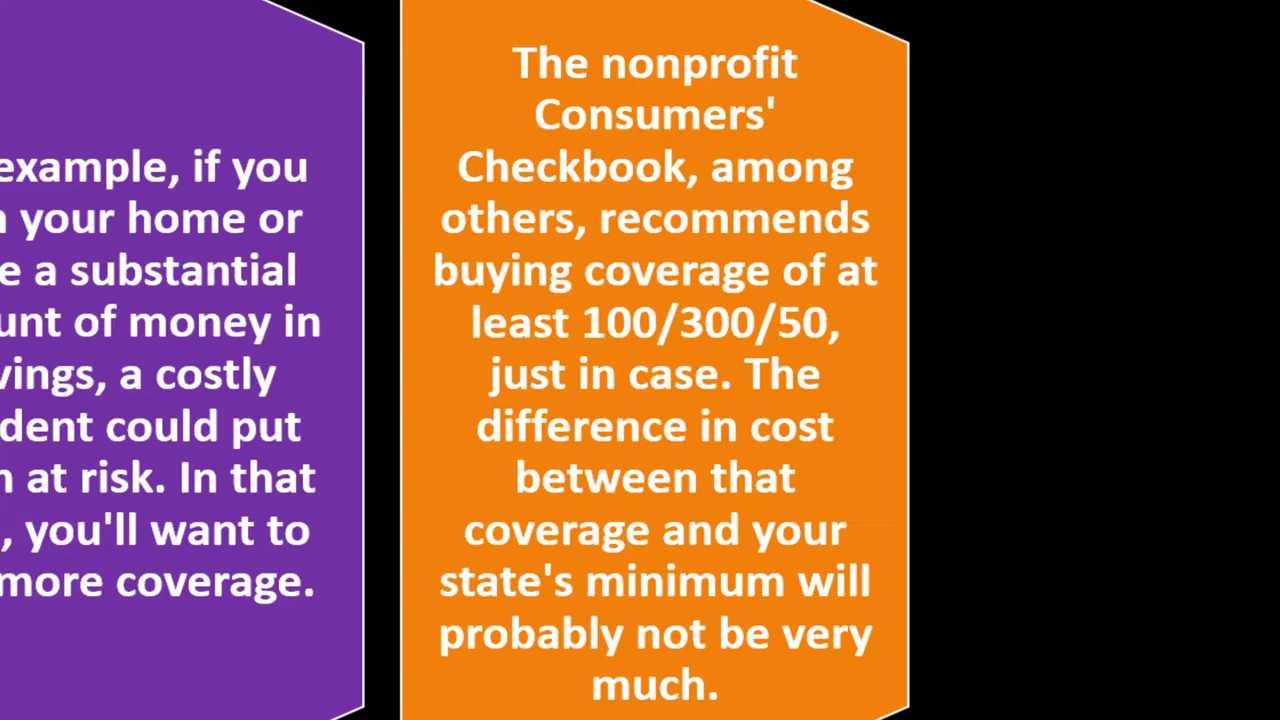 example, if you
your home or
a substantial
of money in
a costly
could put
at risk. In that
you'll want to
more coverage.
The nonprofit
Consumers'
Checkbook, among
others, recommends
buying coverage of at
least 100/300/50,
just in case. The
difference in cost
between that
coverage and your
state's minimum will
probably not be very
much.